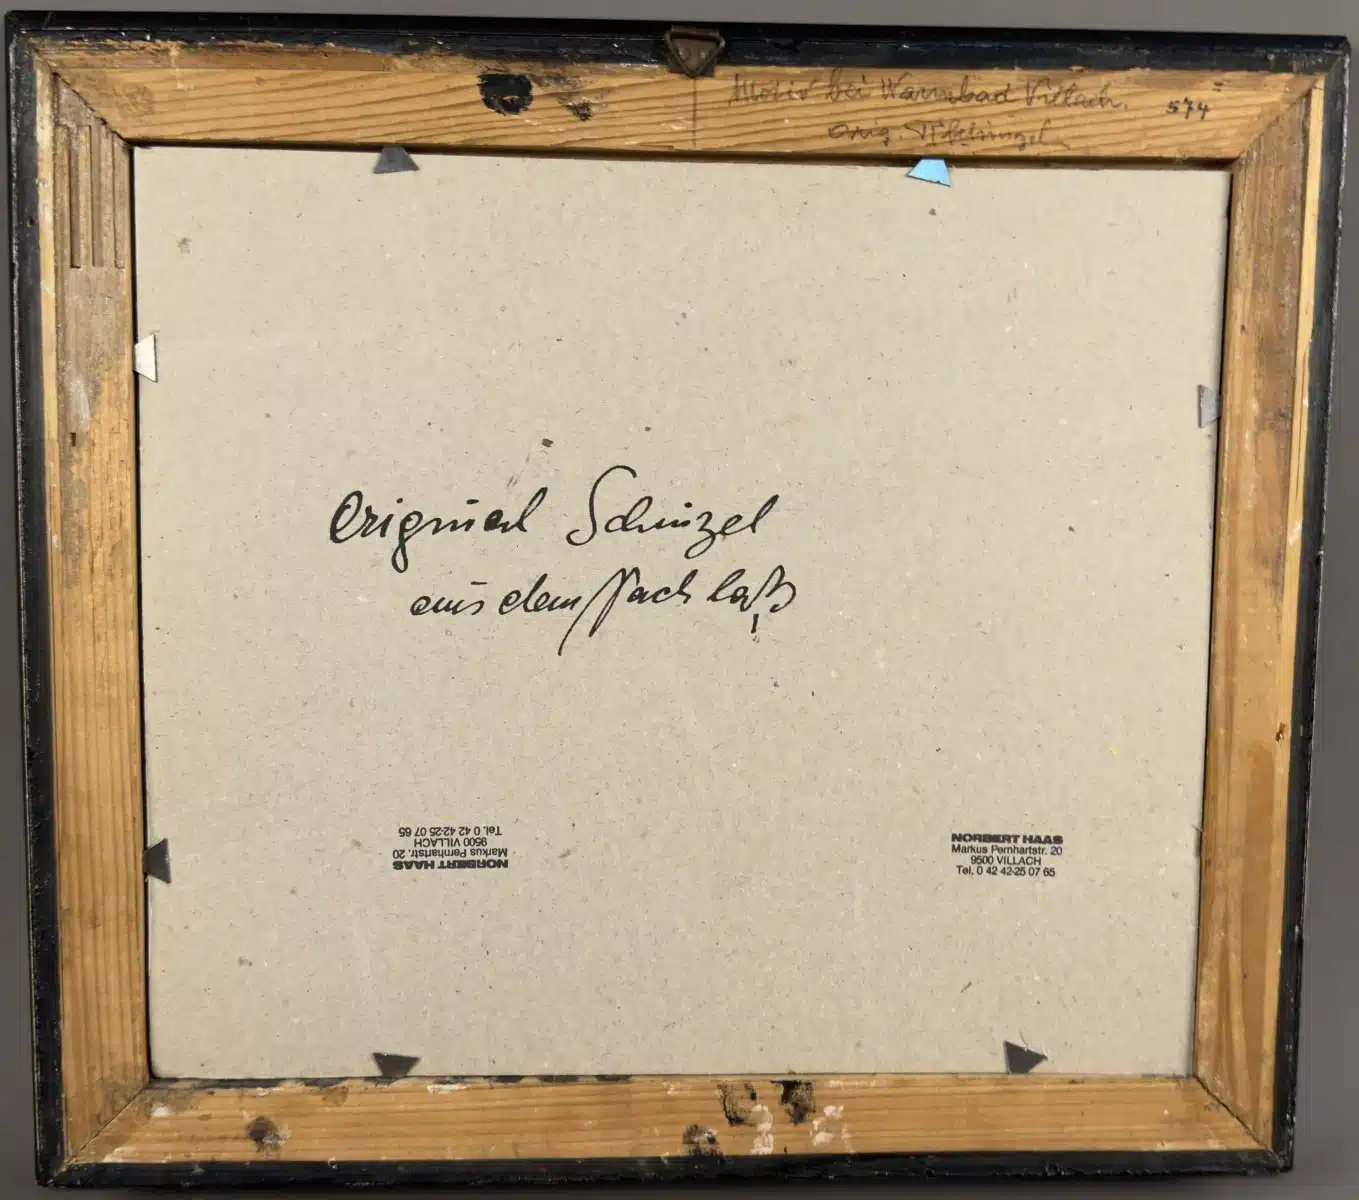 Motiv bei Warmbad Villach. 574
Orig.
Original Schinzel
aus dem Nachlaß
NORBERT HAAS
Markus Pernhartstr. 20
9500 VILLACH
Tel. 0 42 42-25 07 65
NORBERT HAAS
Markus Pernhartstr. 20
9500 VILLACH
Tel. 0 42 42-25 07 65